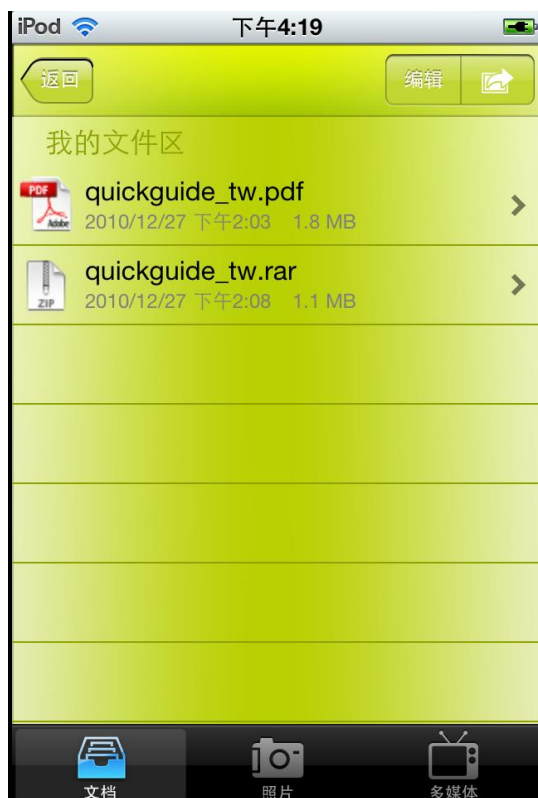 iPod 下午4:19
返回 编辑
我的文件区
PDF
Adobe
quickguide_tw.pdf
2010/12/27 下午2:03 1.8 MB
ZIP
quickguide_tw.rar
2010/12/27 下午2:08 1.1 MB
文档 照片 多媒体